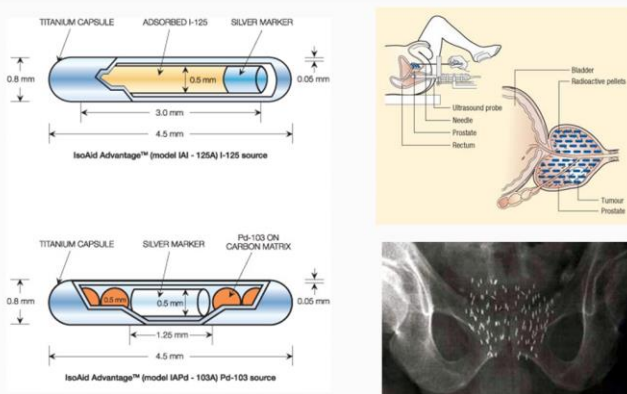 TITANIUM CAPSULE
ADSORBED I-125
SILVER MARKER
0.8 mm
0.5 mm
0.05 mm
3.0 mm
4.5 mm
IsoAid Advantage™ (model IAI - 125A) I-125 source
TITANIUM CAPSULE
SILVER MARKER
Pd-103 ON
CARBON MATRIX
0.8 mm
0.5 mm
0.5 mm
0.05 mm
1.25 mm
4.5 mm
IsoAid Advantage™ (model IAPd - 103A) Pd-103 source
Ultrasound probe
Needle
Prostate
Rectum
Bladder
Radioactive pellets
Tumour
Prostate